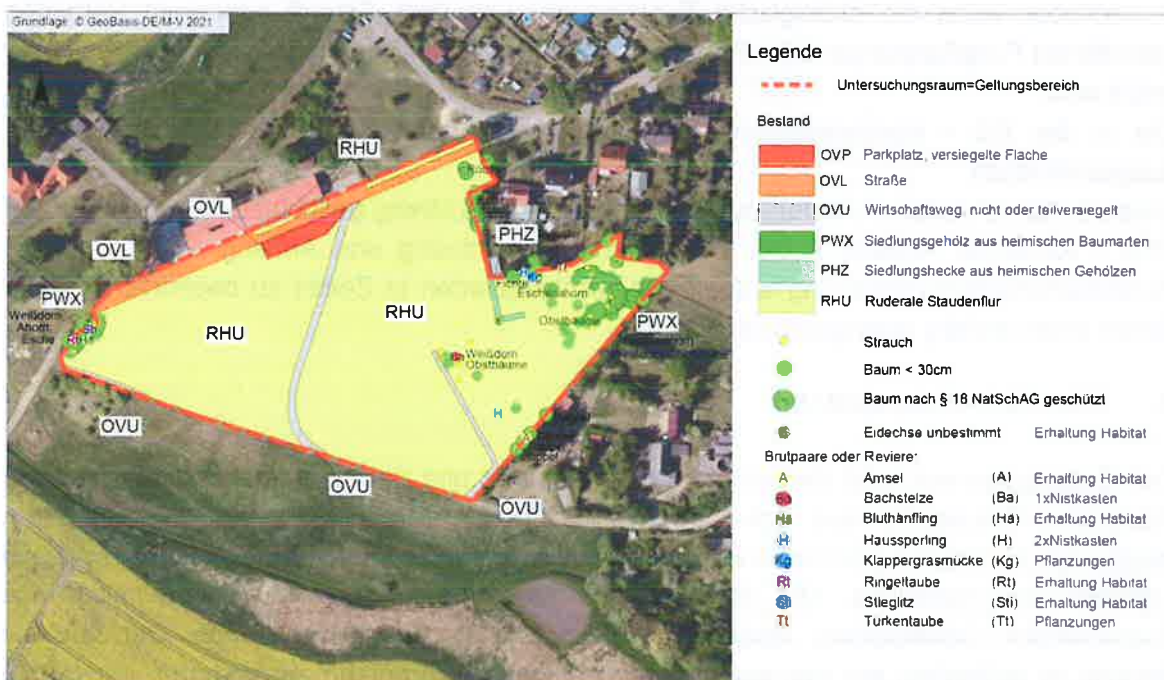 Grundlage: © GeoBasis-DE/M-V 2021
RHU
OVL
OVL
PHZ
PWX
Weißdorn
Ahorn
Esche
RHU
RHU
Eschenahorn
Obstbäume
PWX
Weißdorn
Obstbäume
H
OVU
OVU
OVU
Legende
Untersuchungsraum=Geltungsbereich
Bestand
OVP Parkplatz, versiegelte Fläche
OVL Straße
OVU Wirtschaftsweg, nicht oder teilversiegelt
PWX Siedlungsgehölz aus heimischen Baumarten
PHZ Siedlungshecke aus heimischen Gehölzen
RHU Ruderale Staudenflur
Strauch
Baum < 30cm
Baum nach § 18 NatSchAG geschützt
Eidechse unbestimmt Erhaltung Habitat
Brutpaare oder Reviere:
A Amsel (A) Erhaltung Habitat
Ba Bachstelze (Ba) 1xNistkasten
Hä Bluthänfling (Hä) Erhaltung Habitat
H Haussperling (H) 2xNistkasten
Kg Klappergrasmücke (Kg) Pflanzungen
Rt Ringeltaube (Rt) Erhaltung Habitat
Sti Stieglitz (Sti) Erhaltung Habitat
Tt Türkentaube (Tt) Pflanzungen